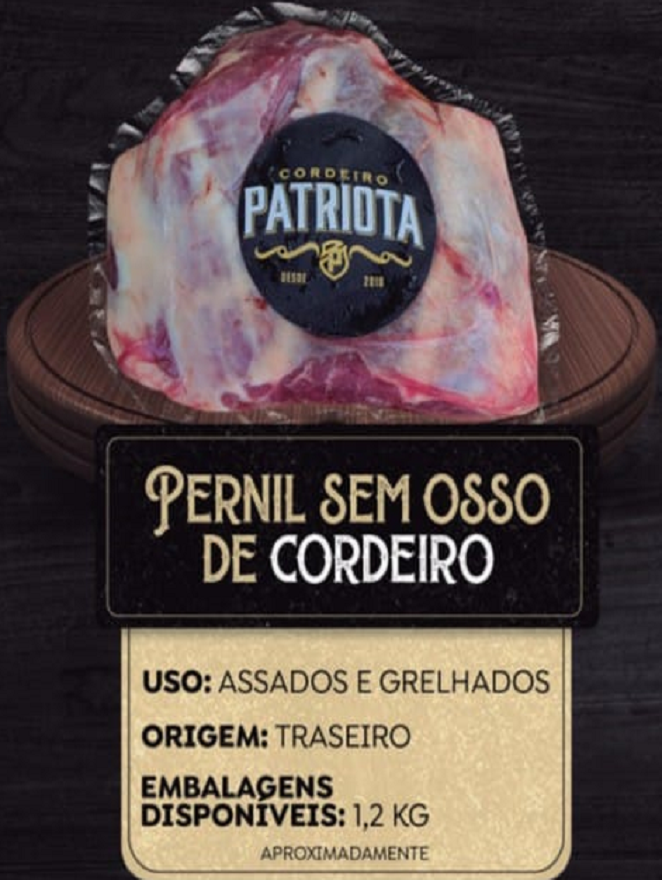 CORDEIRO
PATRIOTA
DESDE 2010
PERNIL SEM OSSO
DE CORDEIRO
USO: ASSADOS E GRELHADOS
ORIGEM: TRASEIRO
EMBALAGENS
DISPONÍVEIS: 1,2 KG
APROXIMADAMENTE